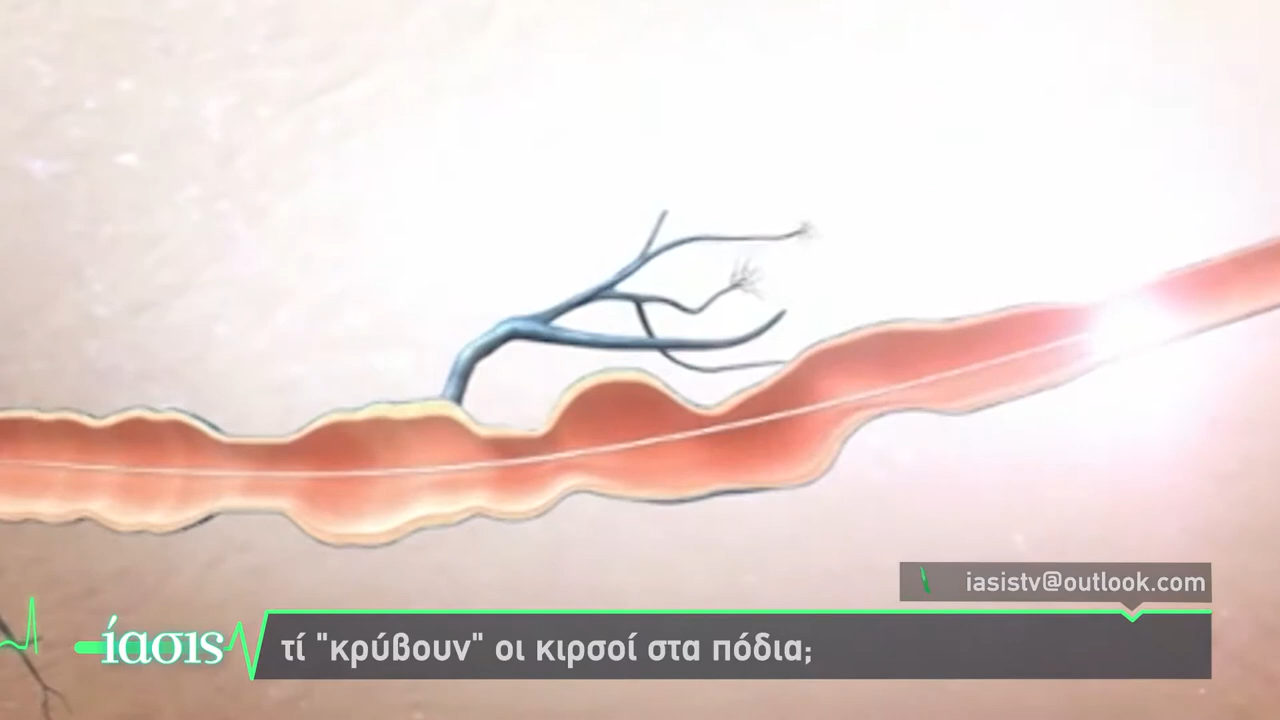 iasistv@outlook.com
ίασις
τί "κρύβουν" οι κιρσοί στα πόδια;